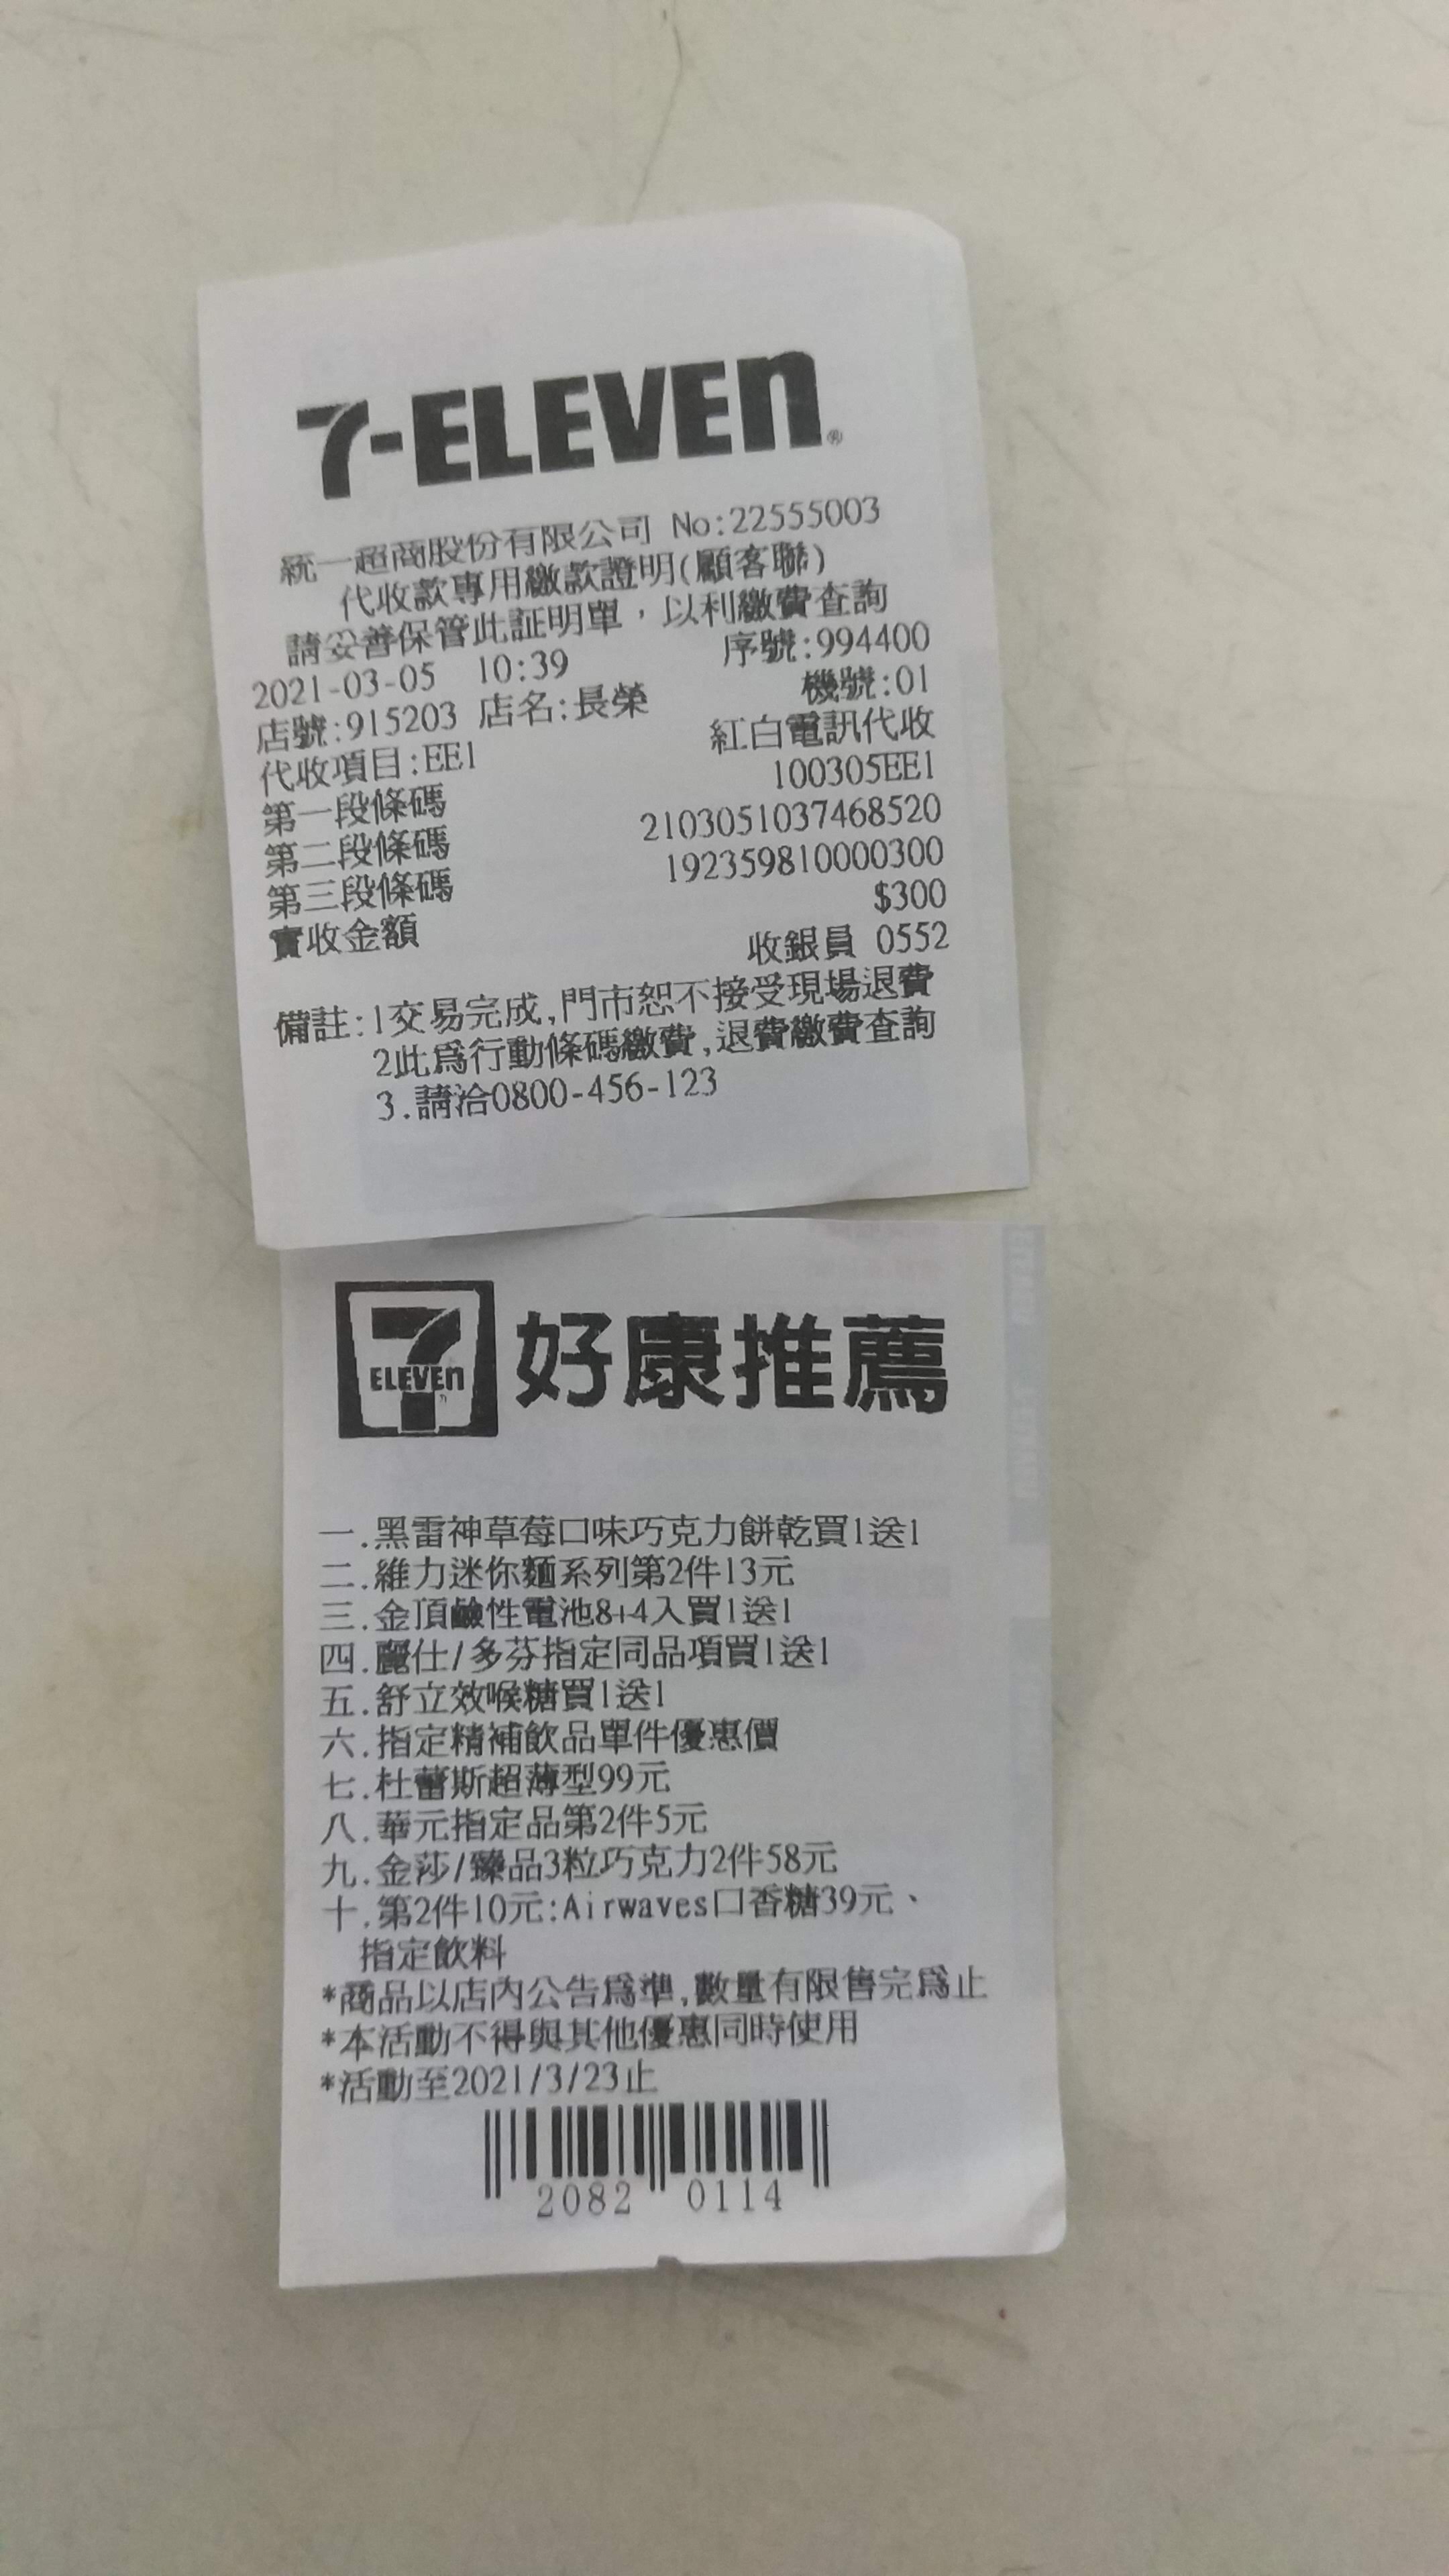 7-ELEVEn®
統一超商股份有限公司 No:22555003
代收款專用繳款證明(顧客聯)
請妥善保管此証明單，以利繳費查詢
2021-03-05 10:39 序號:994400
店號:915203 店名:長榮 機號:01
代收項目:EE1 紅白電訊代收
第一段條碼 100305EE1
第二段條碼 2103051037468520
第三段條碼 192359810000300
實收金額 $300
收銀員 0552
備註:1交易完成,門市恕不接受現場退費
2此為行動條碼繳費,退費繳費查詢
3.請洽0800-456-123
7 ELEVEn 好康推薦
一.黑雷神草莓口味巧克力餅乾買1送1
二.維力迷你麵系列第2件13元
三.金頂鹼性電池8+4入買1送1
四.麗仕/多芬指定同品項買1送1
五.舒立效喉糖買1送1
六.指定精補飲品單件優惠價
七.杜蕾斯超薄型99元
八.華元指定品第2件5元
九.金莎/臻品3粒巧克力2件58元
十.第2件10元:Airwaves口香糖39元、
指定飲料
*商品以店內公告為準,數量有限售完為止
*本活動不得與其他優惠同時使用
*活動至2021/3/23止
2082 0114